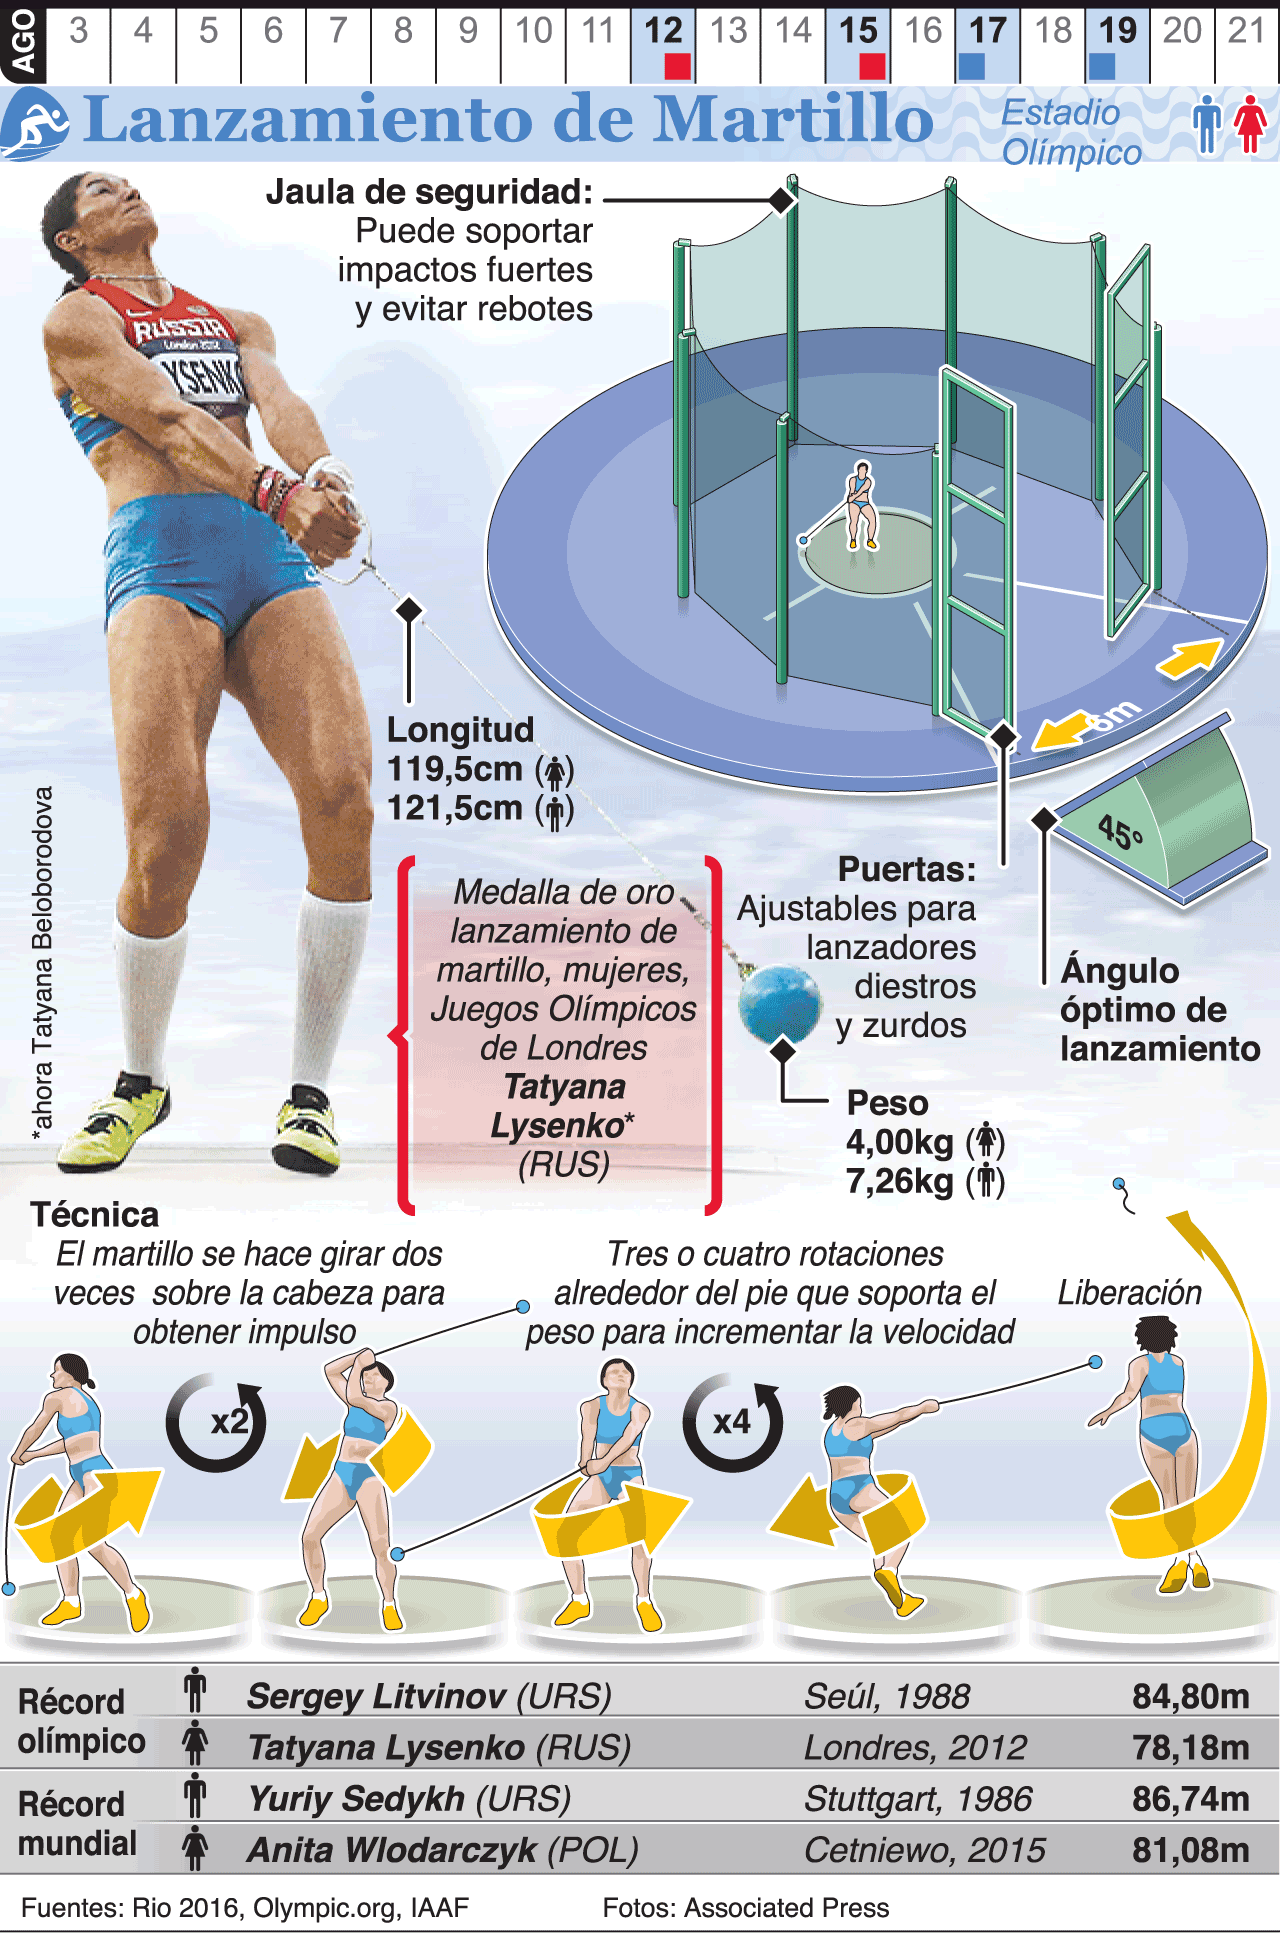 AGO 3 4 5 6 7 8 9 10 11 12 13 14 15 16 17 18 19 20 21
Lanzamiento de Martillo
Estadio
Olímpico
Jaula de seguridad:
Puede soportar
impactos fuertes
y evitar rebotes
RUSSIA
London 2012
YSENK
6m
Longitud
119,5cm
121,5cm
45º
*ahora Tatyana Beloborodova
Medalla de oro
lanzamiento de
martillo, mujeres,
Juegos Olímpicos
de Londres
Tatyana
Lysenko*
(RUS)
Puertas:
Ajustables para
lanzadores
diestros
y zurdos
Ángulo
óptimo de
lanzamiento
Peso
4,00kg
7,26kg
Técnica
El martillo se hace girar dos
veces sobre la cabeza para
obtener impulso
Tres o cuatro rotaciones
alrededor del pie que soporta el
peso para incrementar la velocidad
Liberación
x2
x4
Récord
olímpico
Sergey Litvinov (URS) Seúl, 1988 84,80m
Tatyana Lysenko (RUS) Londres, 2012 78,18m
Récord
mundial
Yuriy Sedykh (URS) Stuttgart, 1986 86,74m
Anita Wlodarczyk (POL) Cetniewo, 2015 81,08m
Fuentes: Rio 2016, Olympic.org, IAAF
Fotos: Associated Press